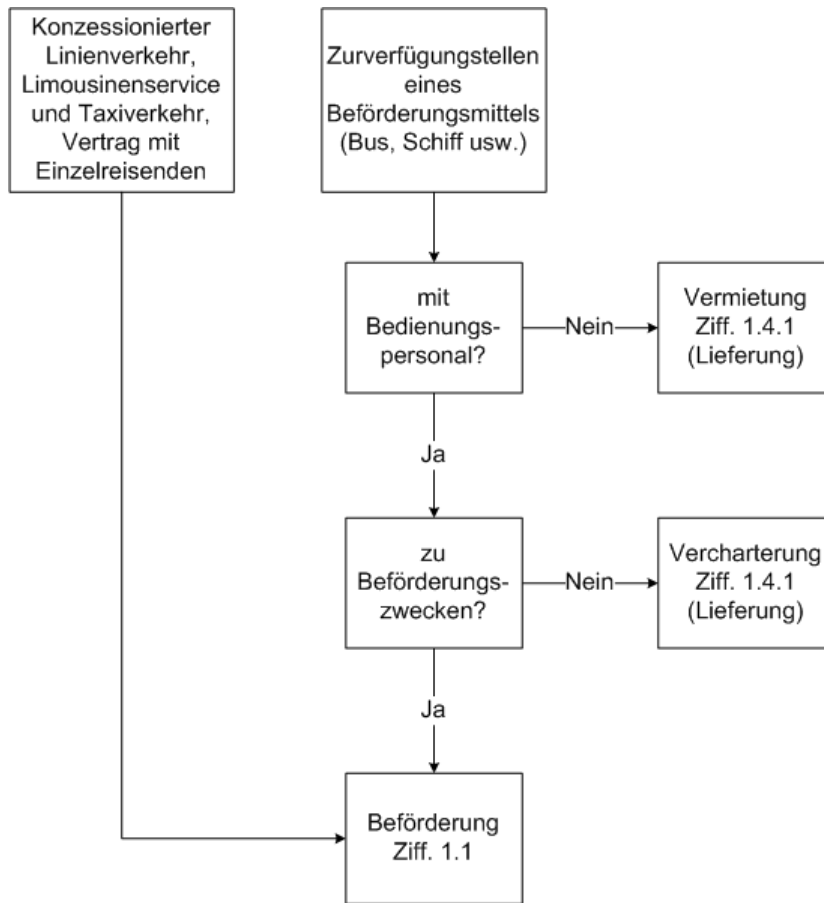 Konzessionierter
Linienverkehr,
Limousinenservice
und Taxiverkehr,
Vertrag mit
Einzelreisenden
Zurverfügungstellen
eines
Beförderungsmittels
(Bus, Schiff usw.)
mit
Bedienungs-
personal?
Nein
Vermietung
Ziff. 1.4.1
(Lieferung)
Ja
zu
Beförderungs-
zwecken?
Nein
Vercharterung
Ziff. 1.4.1
(Lieferung)
Ja
Beförderung
Ziff. 1.1